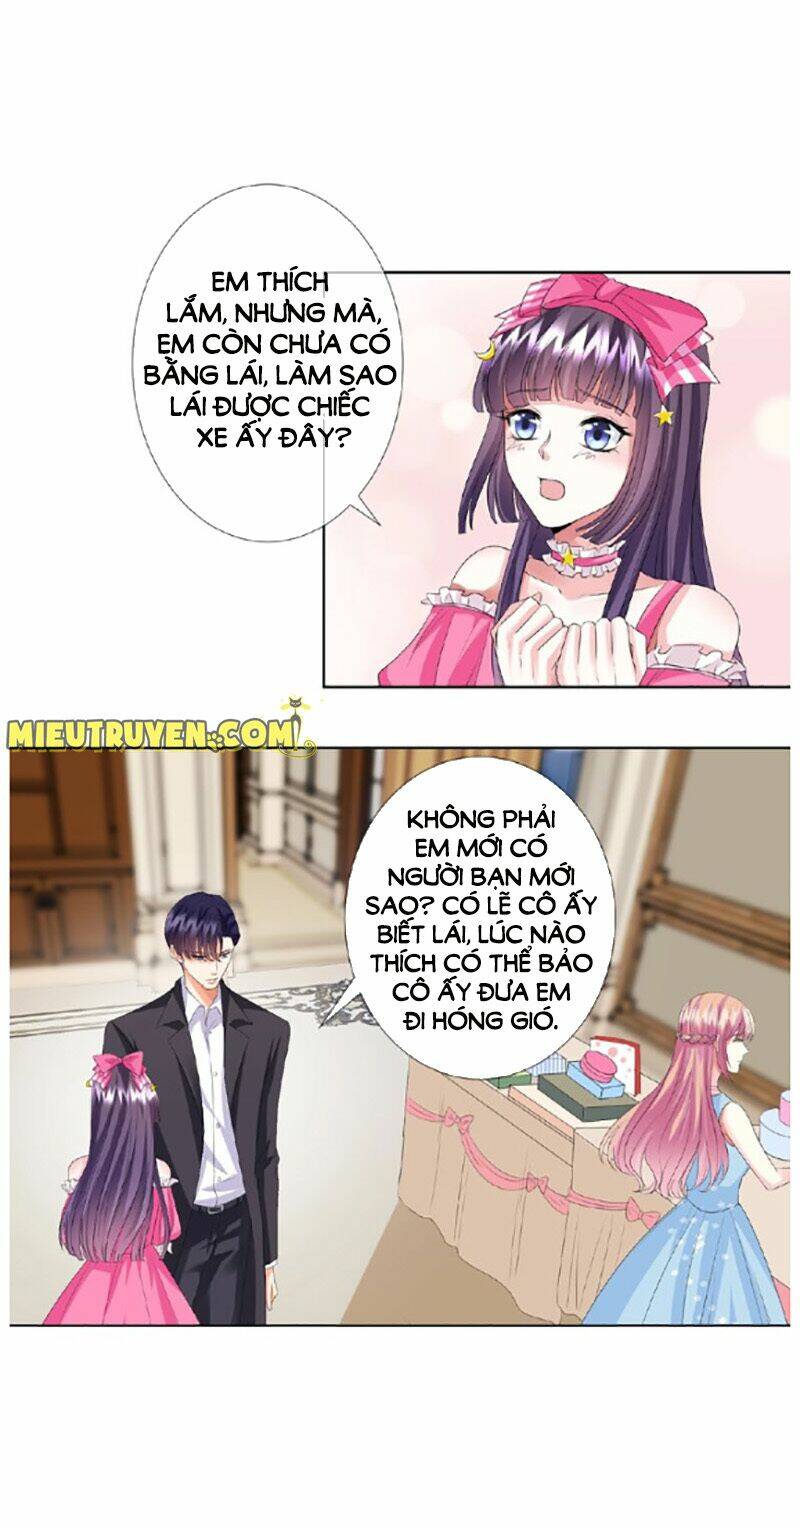 EM THÍCH
LẮM, NHƯNG MÀ,
EM CÒN CHƯA CÓ
BẰNG LÁI, LÀM SAO
LÁI ĐƯỢC CHIẾC
XE ẤY ĐÂY?
MIEUTRUYEN.COM
KHÔNG PHẢI
EM MỚI CÓ
NGƯỜI BẠN MỚI
SAO? CÓ LẼ CÔ ẤY
BIẾT LÁI, LÚC NÀO
THÍCH CÓ THỂ BẢO
CÔ ẤY ĐƯA EM
ĐI HÓNG GIÓ.